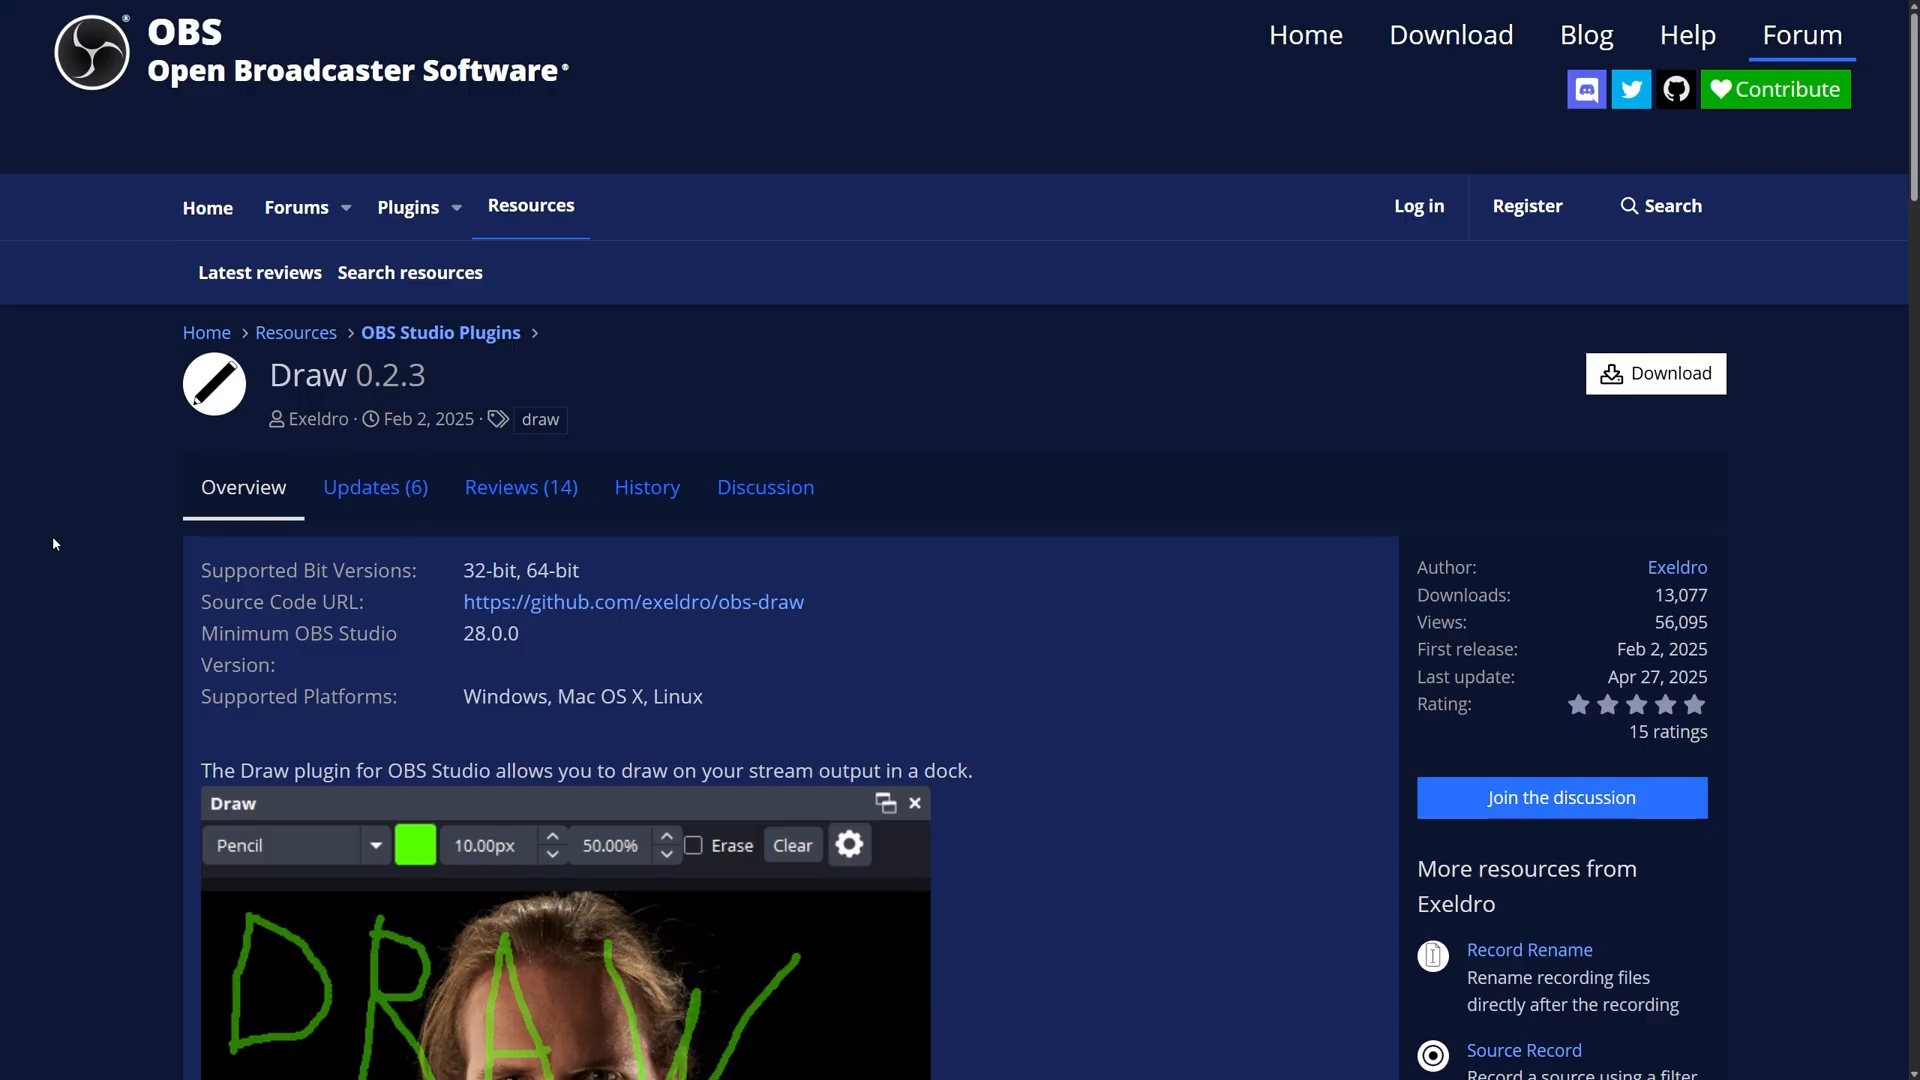 OBS
Open Broadcaster Software
Home
Download
Blog
Help
Forum
Contribute
Home
Forums
Plugins
Resources
Log in
Register
Search
Latest reviews
Search resources
Home
Resources
OBS Studio Plugins
Draw 0.2.3
Download
Exeldro · Feb 2, 2025 · draw
Overview
Updates (6)
Reviews (14)
History
Discussion
Supported Bit Versions: 32-bit, 64-bit
Source Code URL: https://github.com/exeldro/obs-draw
Minimum OBS Studio 28.0.0
Version:
Supported Platforms: Windows, Mac OS X, Linux
The Draw plugin for OBS Studio allows you to draw on your stream output in a dock.
Draw
Pencil
10.00px
50.00%
Erase
Clear
DRAW
Author: Exeldro
Downloads: 13,077
Views: 56,095
First release: Feb 2, 2025
Last update: Apr 27, 2025
Rating:
15 ratings
Join the discussion
More resources from
Exeldro
Record Rename
Rename recording files
directly after the recording
Source Record
Record a source using a filter